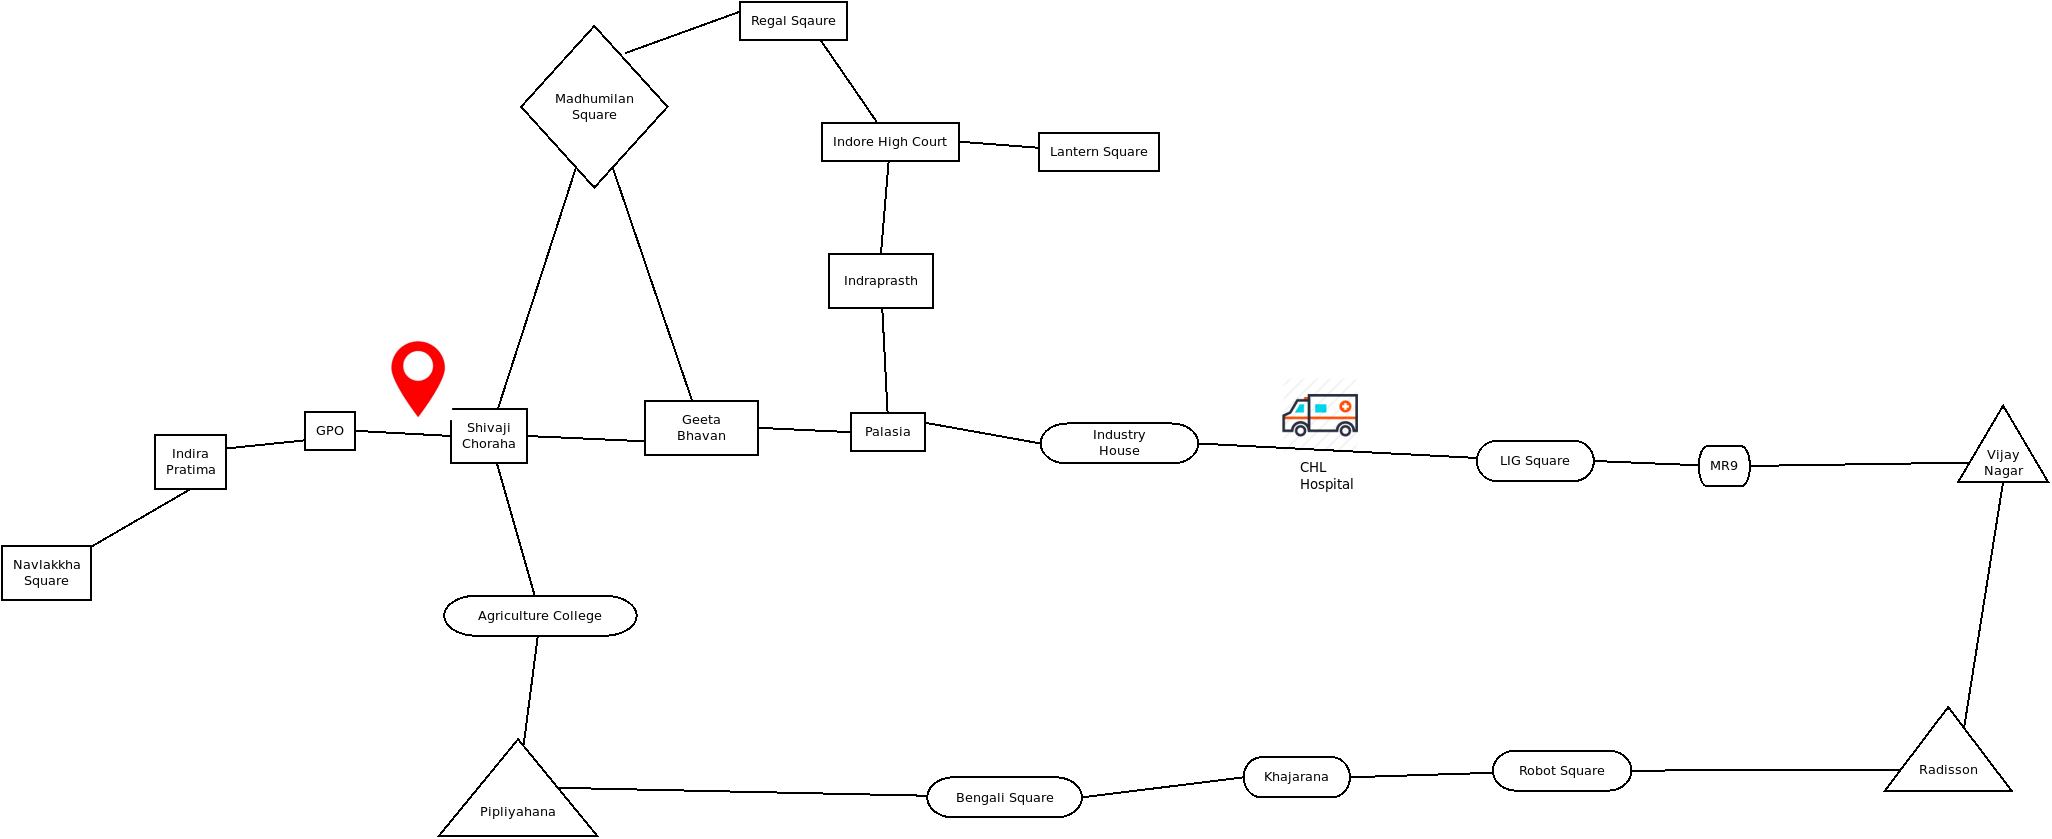 Regal Sqaure
Madhumilan
Square
Indore High Court
Lantern Square
Indraprasth
Indira
Pratima
GPO
Shivaji
Choraha
Geeta
Bhavan
Palasia
Industry
House
CHL
Hospital
LIG Square
MR9
Vijay
Nagar
Navlakkha
Square
Agriculture College
Pipliyahana
Bengali Square
Khajarana
Robot Square
Radisson